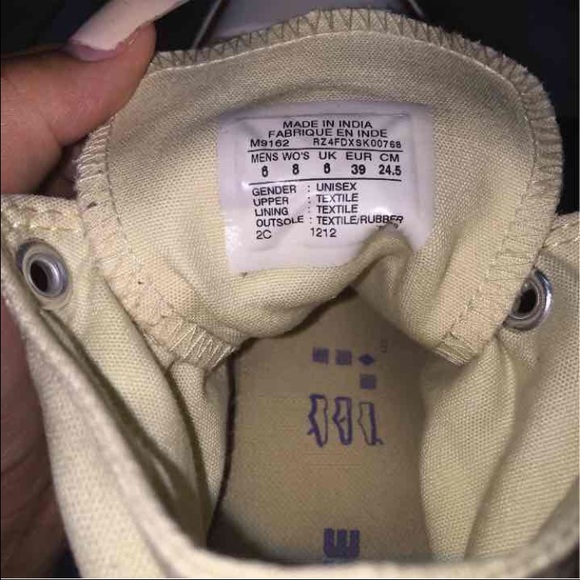 MADE IN INDIA
FABRIQUE EN INDE
M9162 RZ4FDXSK00768
MENS WO'S UK EUR CM
6 8 6 39 24.5
GENDER : UNISEX
UPPER : TEXTILE
LINING : TEXTILE
OUTSOLE : TEXTILE/RUBBER
2C 1212